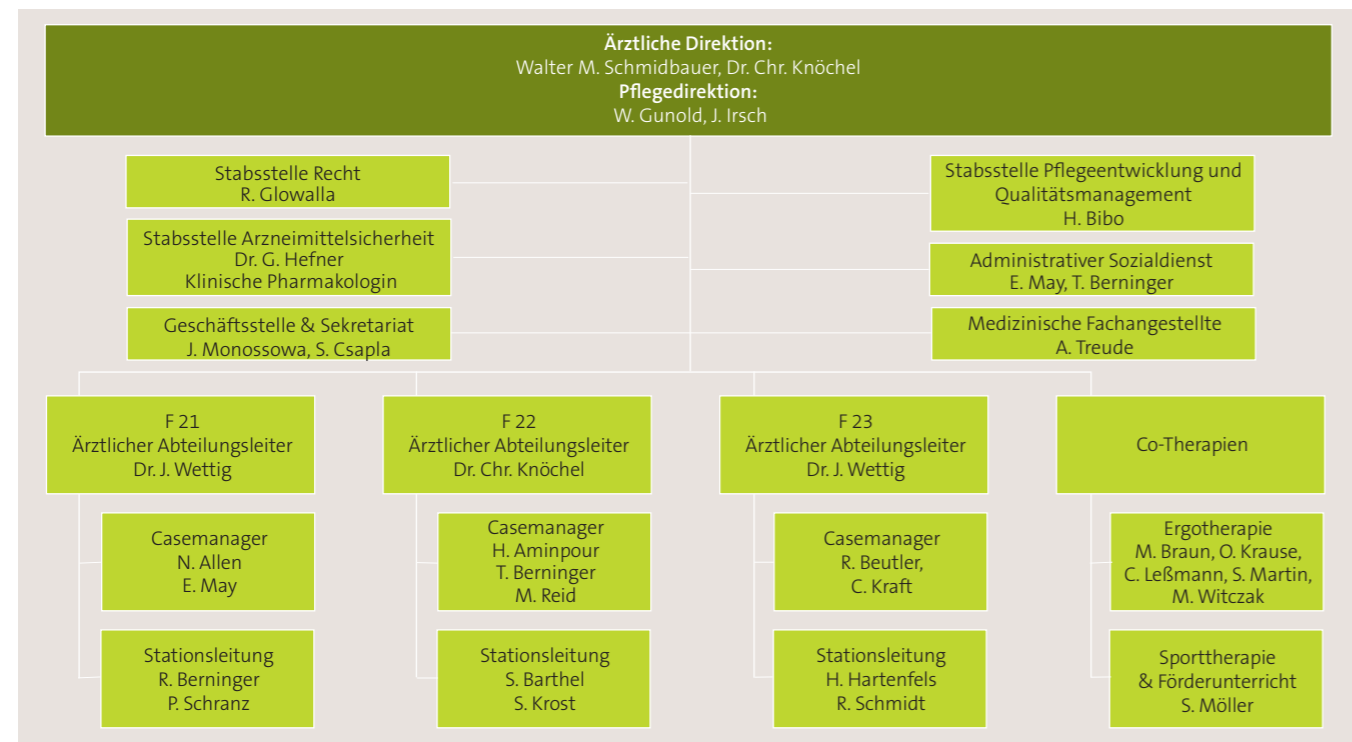 Ärztliche Direktion:
Walter M. Schmidbauer, Dr. Chr. Knöchel
Pflegedirektion:
W. Gunold, J. Irsch
Stabsstelle Recht
R. Glowalla
Stabsstelle Pflegeentwicklung und
Qualitätsmanagement
H. Bibo
Stabsstelle Arzneimittelsicherheit
Dr. G. Hefner
Klinische Pharmakologin
Administrativer Sozialdienst
E. May, T. Berninger
Geschäftsstelle & Sekretariat
J. Monossowa, S. Csapla
Medizinische Fachangestellte
A. Treude
F 21
Ärztlicher Abteilungsleiter
Dr. J. Wettig
F 22
Ärztlicher Abteilungsleiter
Dr. Chr. Knöchel
F 23
Ärztlicher Abteilungsleiter
Dr. J. Wettig
Co-Therapien
Casemanager
N. Allen
E. May
Casemanager
H. Aminpour
T. Berninger
M. Reid
Casemanager
R. Beutler,
C. Kraft
Ergotherapie
M. Braun, O. Krause,
C. Leßmann, S. Martin,
M. Witczak
Stationsleitung
R. Berninger
P. Schranz
Stationsleitung
S. Barthel
S. Krost
Stationsleitung
H. Hartenfels
R. Schmidt
Sporttherapie
& Förderunterricht
S. Möller